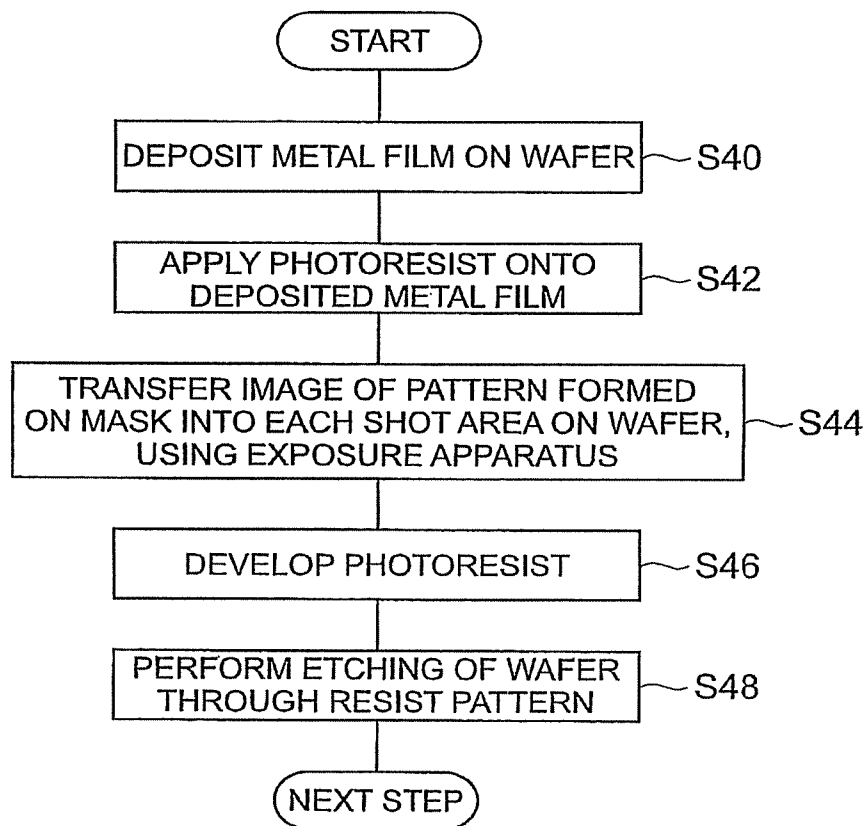 START
DEPOSIT METAL FILM ON WAFER
S40
APPLY PHOTORESIST ONTO
DEPOSITED METAL FILM
S42
TRANSFER IMAGE OF PATTERN FORMED
ON MASK INTO EACH SHOT AREA ON WAFER,
USING EXPOSURE APPARATUS
S44
DEVELOP PHOTORESIST
S46
PERFORM ETCHING OF WAFER
THROUGH RESIST PATTERN
S48
NEXT STEP